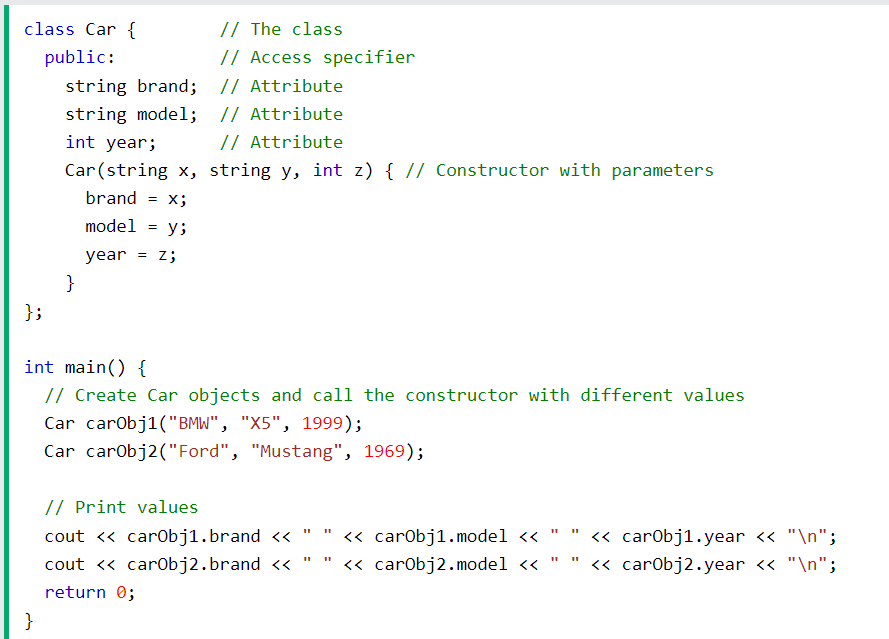 class Car {        // The class
  public:          // Access specifier
    string brand;  // Attribute
    string model;  // Attribute
    int year;      // Attribute
    Car(string x, string y, int z) { // Constructor with parameters
      brand = x;
      model = y;
      year = z;
    }
};

int main() {
  // Create Car objects and call the constructor with different values
  Car carObj1("BMW", "X5", 1999);
  Car carObj2("Ford", "Mustang", 1969);

  // Print values
  cout << carObj1.brand << " " << carObj1.model << " " << carObj1.year << "\n";
  cout << carObj2.brand << " " << carObj2.model << " " << carObj2.year << "\n";
  return 0;
}